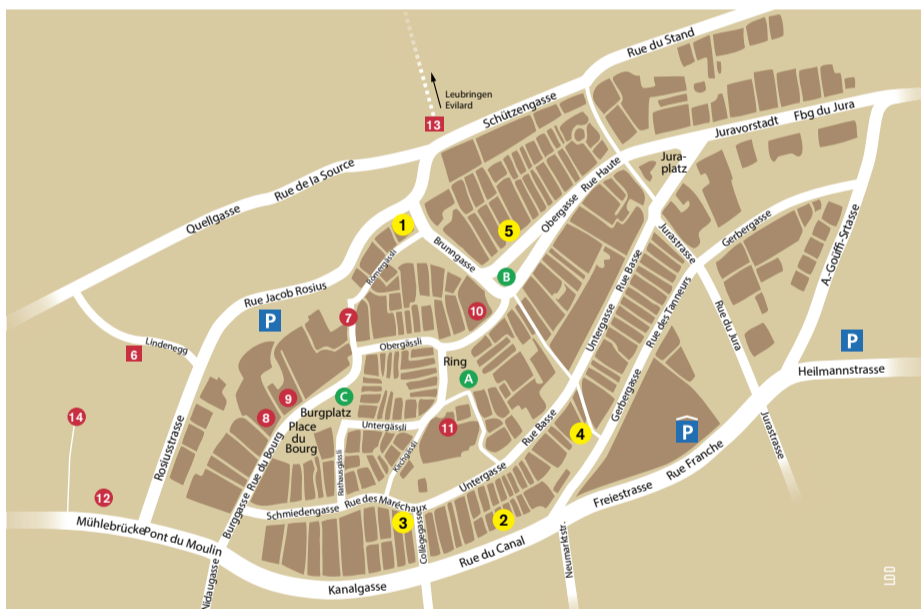 Rue du Stand
Leubringen
Evilard
13
Schützengasse
Juravorstadt
Fbg du Jura
Rue de la Source
Quellgasse
Jura-
platz
Obergasse
Rue Haute
1
5
Brunngasse
Jurastrasse
Gerbergasse
A.-Gouffi-Srtasse
Römergässli
B
Rue Basse
Rue des Tanneurs
Rue Jacob Rosius
P
7
10
Untergasse
Rue du Jura
Lindenegg
6
Obergässli
Ring
P
Heilmannstrasse
A
9
8
C
Burgplatz
Place
du
Bourg
Untergässli
11
4
Gerbergasse
P
Jurastrasse
14
Rosiusstrasse
Rue du Bourg
Burggasse
Rathausgässli
Kirchgässli
Rue Basse
Untergasse
Rue Franche
Freiestrasse
12
Schmiedengasse
Rue des Maréchaux
3
2
Mühlebrücke
Pont du Moulin
Collègegasse
Rue du Canal
Neumarktstr.
Nidaugasse
Kanalgasse
LDD